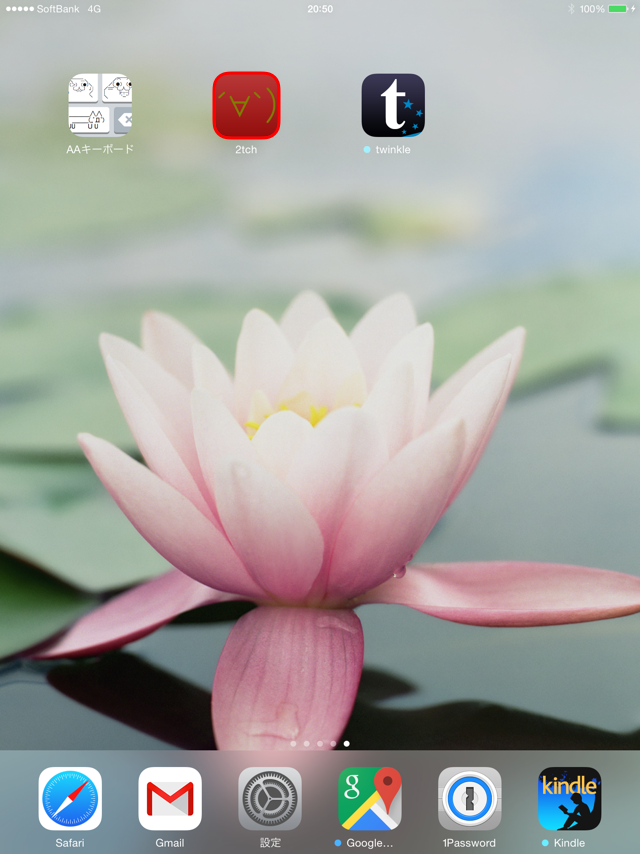 SoftBank 4G 20:50 100%
AAキーボード 2tch twinkle
Safari Gmail 設定 Google... 1Password Kindle
t
g
kindle